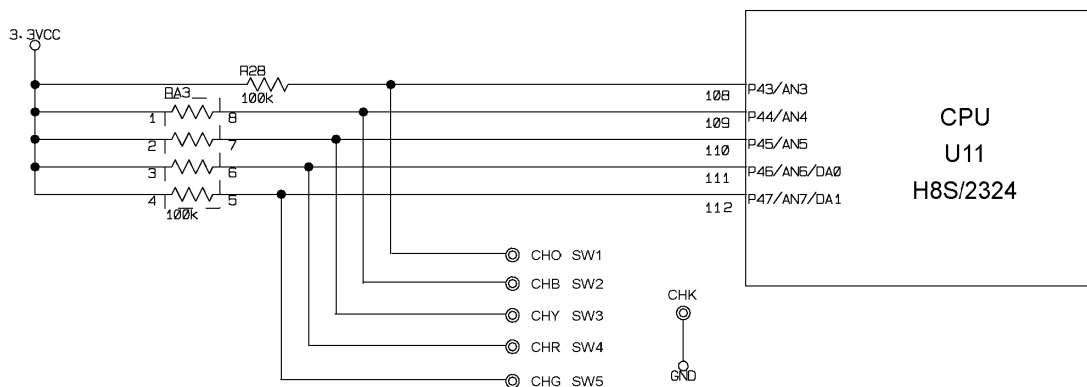 3.3VCC
R28
100k
RA3
1 8
2 7
3 6
4 5
100k
108 P43/AN3
109 P44/AN4
110 P45/AN5
111 P46/AN6/DA0
112 P47/AN7/DA1
CPU
U11
H8S/2324
CHO SW1
CHB SW2
CHY SW3
CHR SW4
CHG SW5
CHK
GND